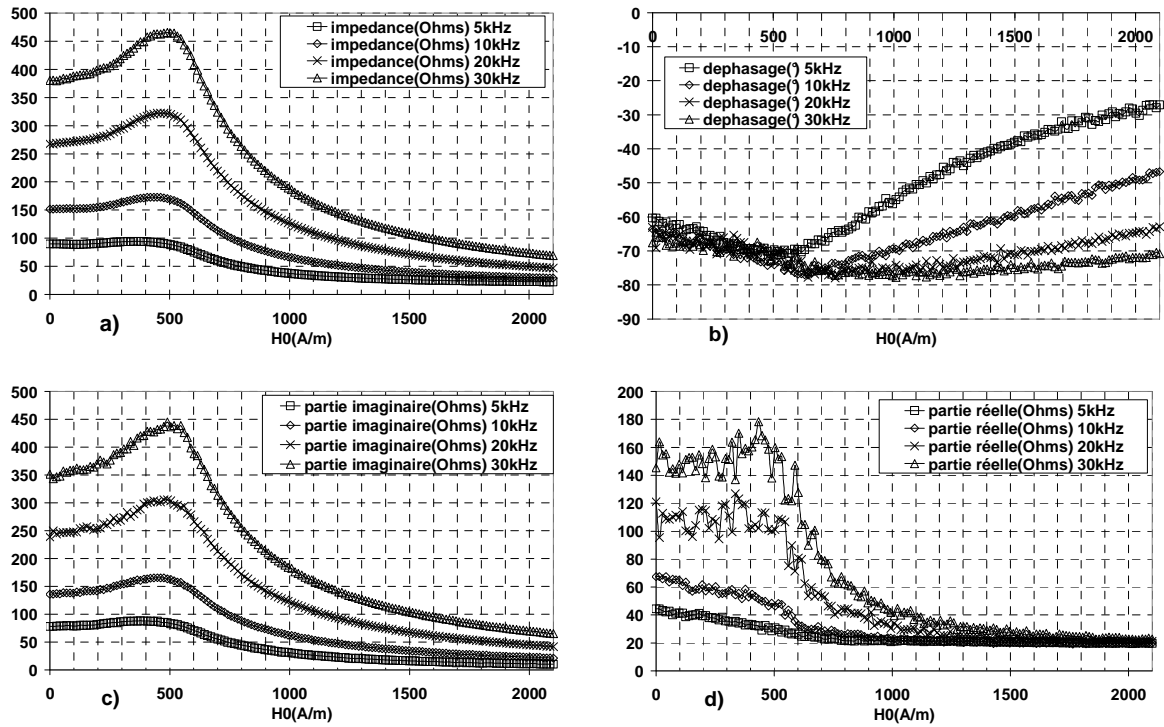 500
450
400
350
300
250
200
150
100
50
0
impedance(Ohms) 5kHz
impedance(Ohms) 10kHz
impedance(Ohms) 20kHz
impedance(Ohms) 30kHz
0 500 1000 1500 2000
a)
H0(A/m)
0
-10
-20
-30
-40
-50
-60
-70
-80
-90
0 500 1000 1500 2000
dephasage(°) 5kHz
dephasage(°) 10kHz
dephasage(°) 20kHz
dephasage(°) 30kHz
b)
H0(A/m)
500
450
400
350
300
250
200
150
100
50
0
partie imaginaire(Ohms) 5kHz
partie imaginaire(Ohms) 10kHz
partie imaginaire(Ohms) 20kHz
partie imaginaire(Ohms) 30kHz
0 500 1000 1500 2000
c)
H0(A/m)
200
180
160
140
120
100
80
60
40
20
0
partie réelle(Ohms) 5kHz
partie réelle(Ohms) 10kHz
partie réelle(Ohms) 20kHz
partie réelle(Ohms) 30kHz
0 500 1000 1500 2000
d)
H0(A/m)